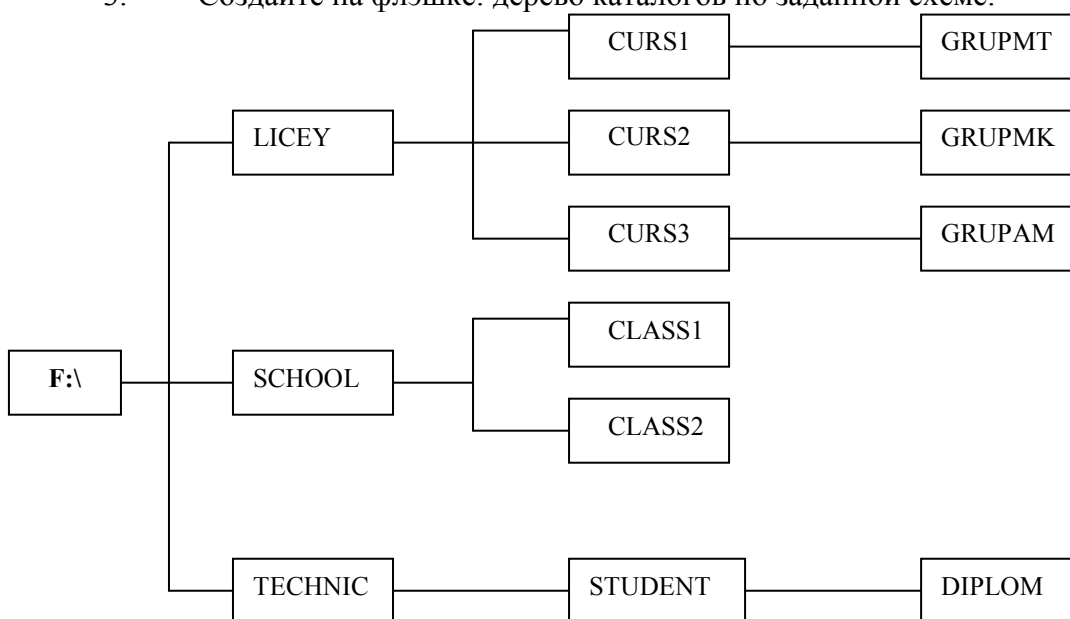 3. Создайте на флэшке: дерево каталогов по заданной схеме:
CURS1 GRUPMT
LICEY CURS2 GRUPMK
CURS3 GRUPAM
CLASS1
F:\ SCHOOL
CLASS2
TECHNIC STUDENT DIPLOM